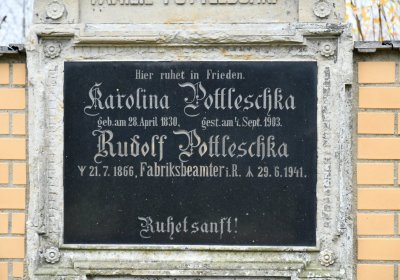 Hier ruhet in Frieden.
Karolina Pottleschka
geb. am 28. April 1830. gest. am 4. Sept. 1903.
Rudolf Pottleschka
ᛉ 21. 7. 1866, Fabriksbeamter i. R. ᛣ 29. 6. 1941.
Ruhet sanft!